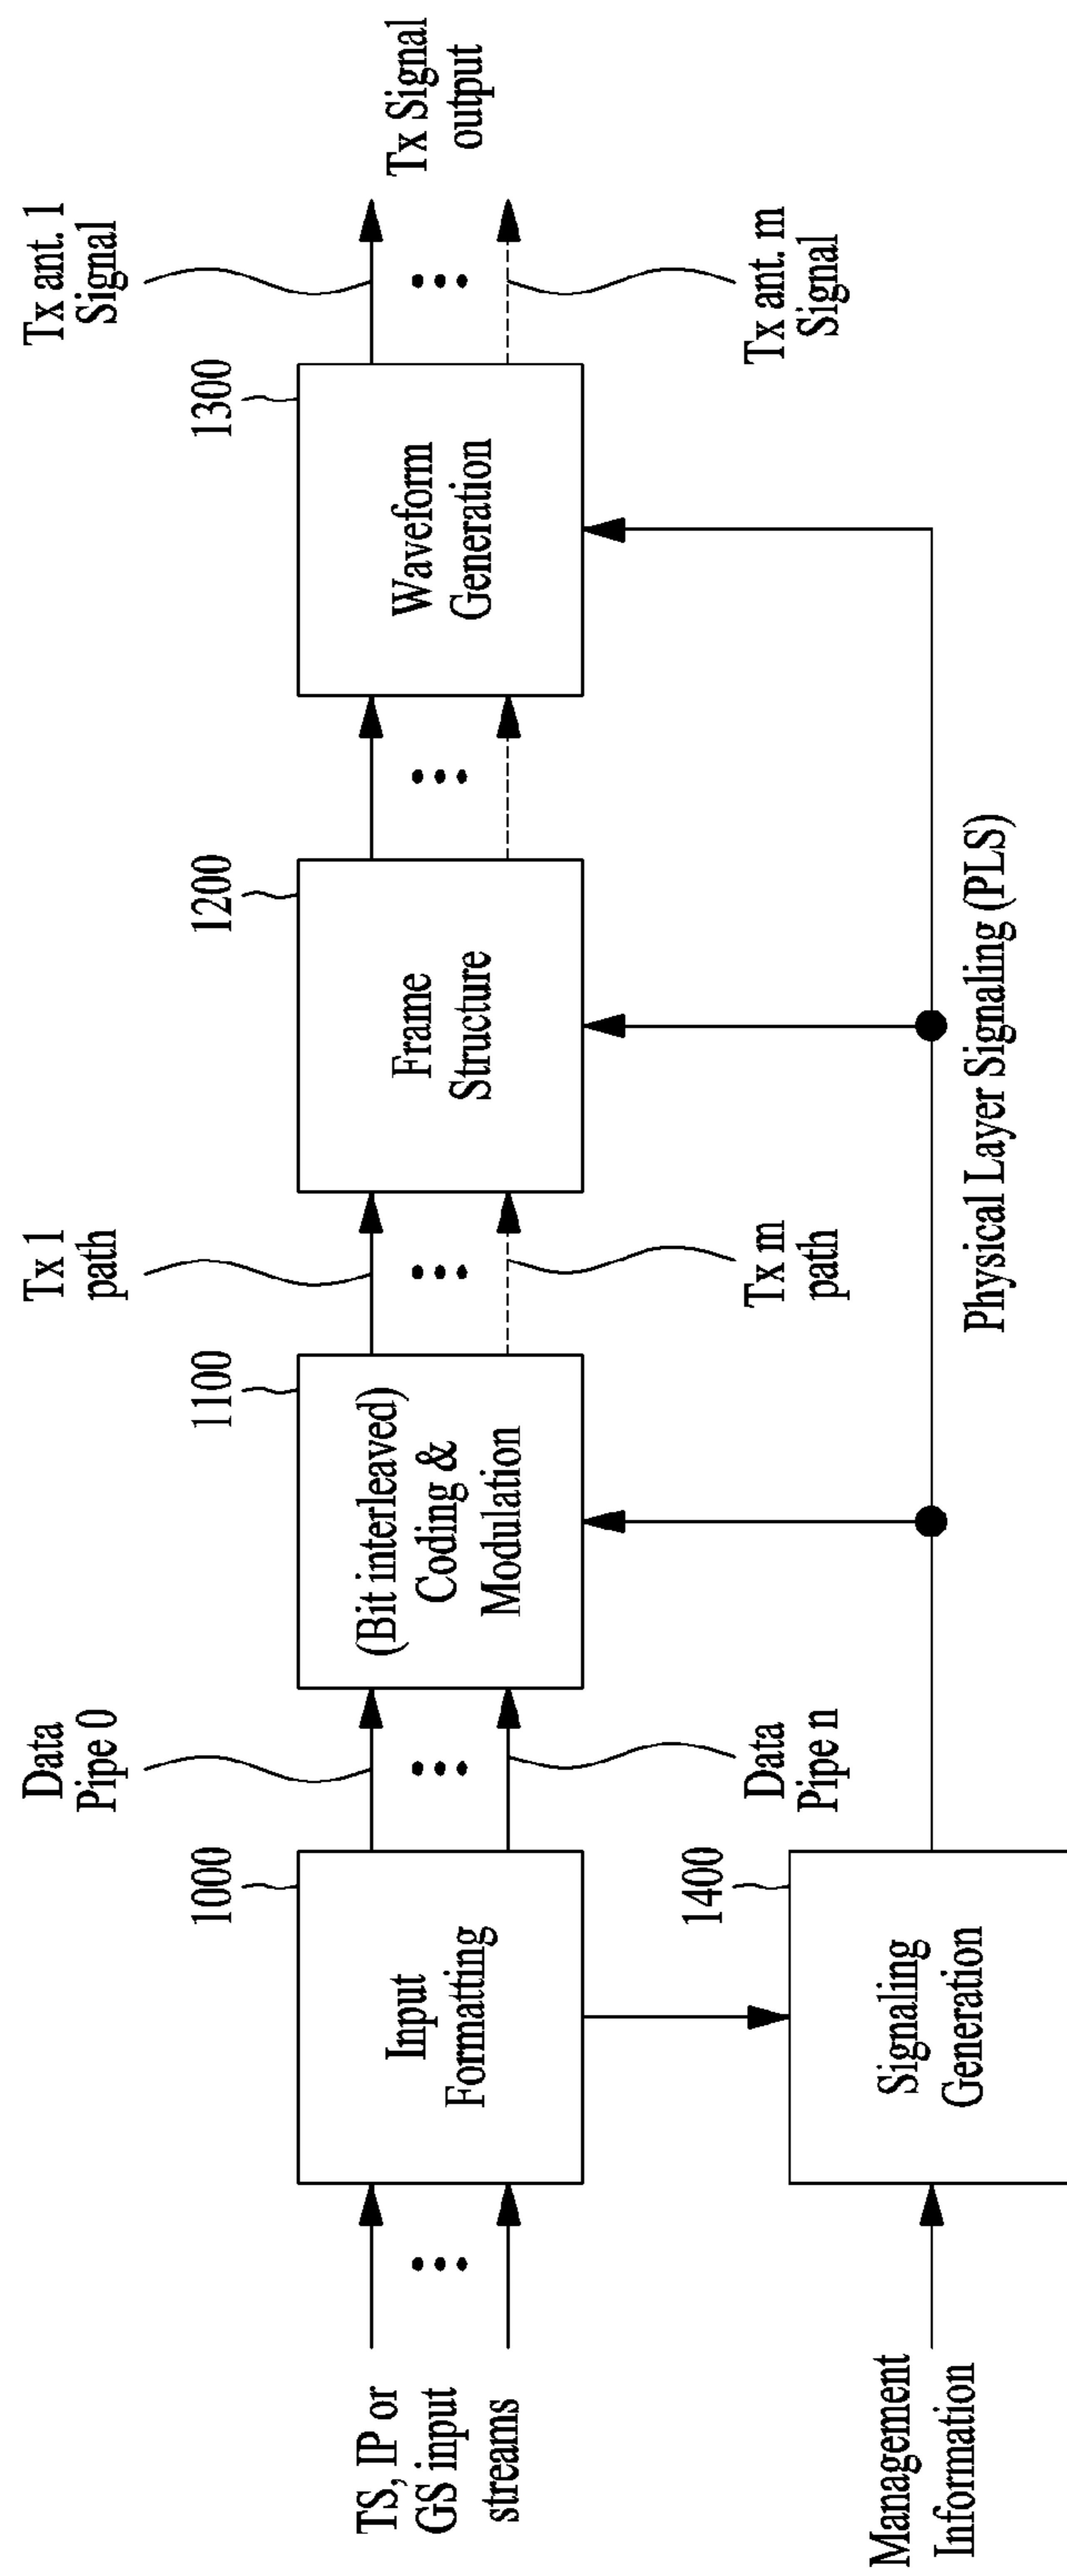 TS, IP or
GS input
streams
1000
Input
Formatting
Data
Pipe 0
Data
Pipe n
1100
(Bit interleaved)
Coding &
Modulation
Tx 1
path
Tx m
path
1200
Frame
Structure
1300
Waveform
Generation
Tx ant. 1
Signal
Tx Signal
output
Tx ant. m
Signal
Management
Information
1400
Signaling
Generation
Physical Layer Signaling (PLS)